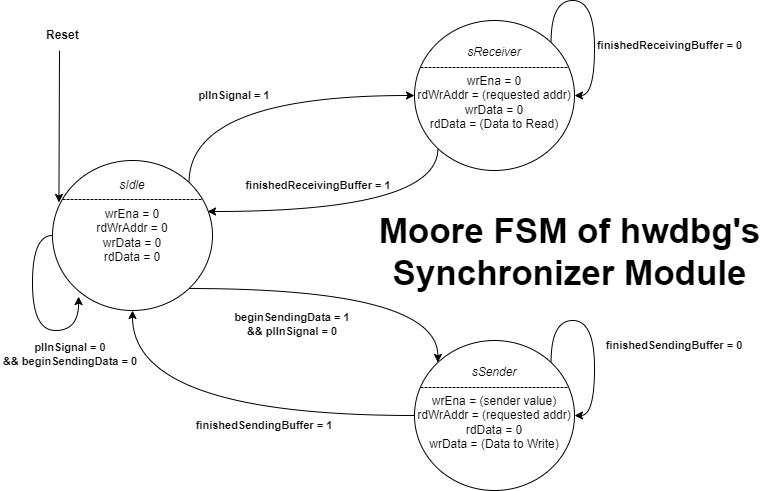 Reset
sReceiver
finishedReceivingBuffer = 0
wrEna = 0
rdWrAddr = (requested addr)
wrData = 0
rdData = (Data to Read)
plInSignal = 1
finishedReceivingBuffer = 1
sIdle
wrEna = 0
rdWrAddr = 0
wrData = 0
rdData = 0
Moore FSM of hwdbg's
Synchronizer Module
beginSendingData = 1
&& plInSignal = 0
plInSignal = 0
&& beginSendingData = 0
finishedSendingBuffer = 0
sSender
wrEna = (sender value)
rdWrAddr = (requested addr)
rdData = 0
wrData = (Data to Write)
finishedSendingBuffer = 1